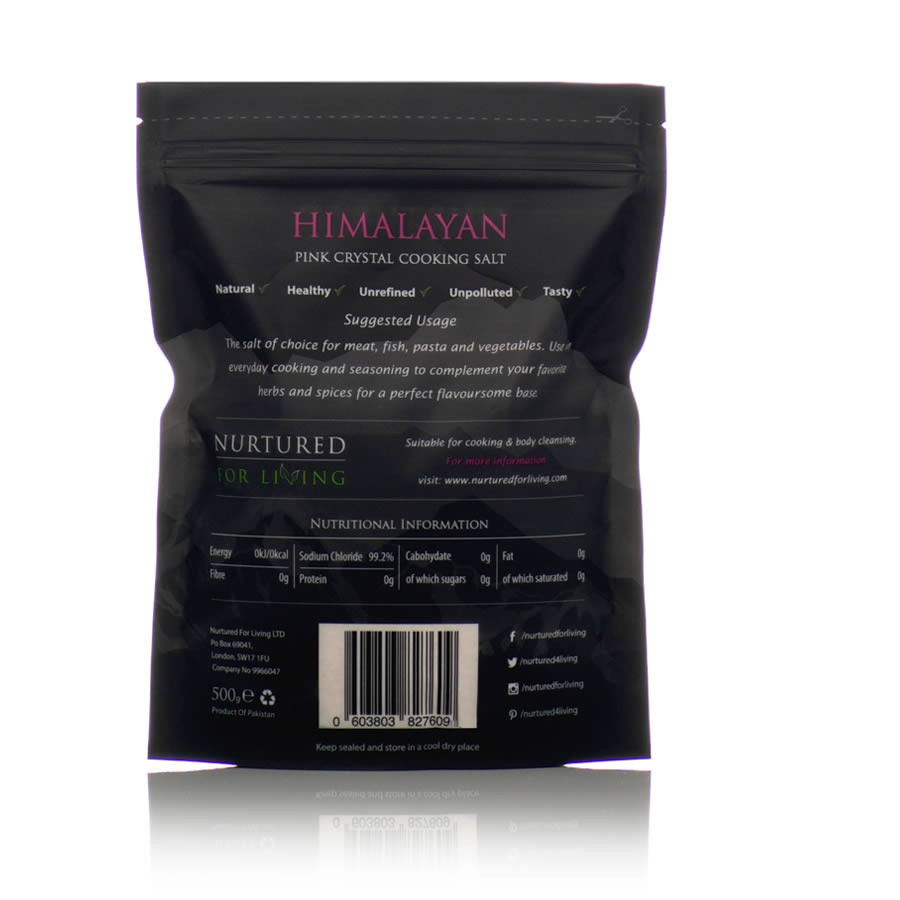 HIMALAYAN
PINK CRYSTAL COOKING SALT
Natural ✓ Healthy ✓ Unrefined ✓ Unpolluted ✓ Tasty ✓
Suggested Usage
The salt of choice for meat, fish, pasta and vegetables. Use
everyday cooking and seasoning to complement your favorite
herbs and spices for a perfect flavoursome base.
NURTURED
FOR LIVING
Suitable for cooking & body cleansing.
For more information
visit: www.nurturedforliving.com
NUTRITIONAL INFORMATION
Energy 0kJ/0kcal Sodium Chloride 99.2% Cabohydate 0g Fat 0g
Fibre 0g Protein 0g of which sugars 0g of which saturated 0g
Nurtured For Living LTD
Po Box 69041,
London, SW17 1FU
Company No 9966047
500g ℮
Product Of Pakistan
0 603803 827609
/nurturedforliving
/nurtured4living
/nurturedforliving
/nurtured4living
Keep sealed and store in a cool dry place